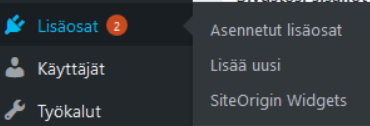 Lisäosat 2
Käyttäjät
Työkalut
Asennetut lisäosat
Lisää uusi
SiteOrigin Widgets